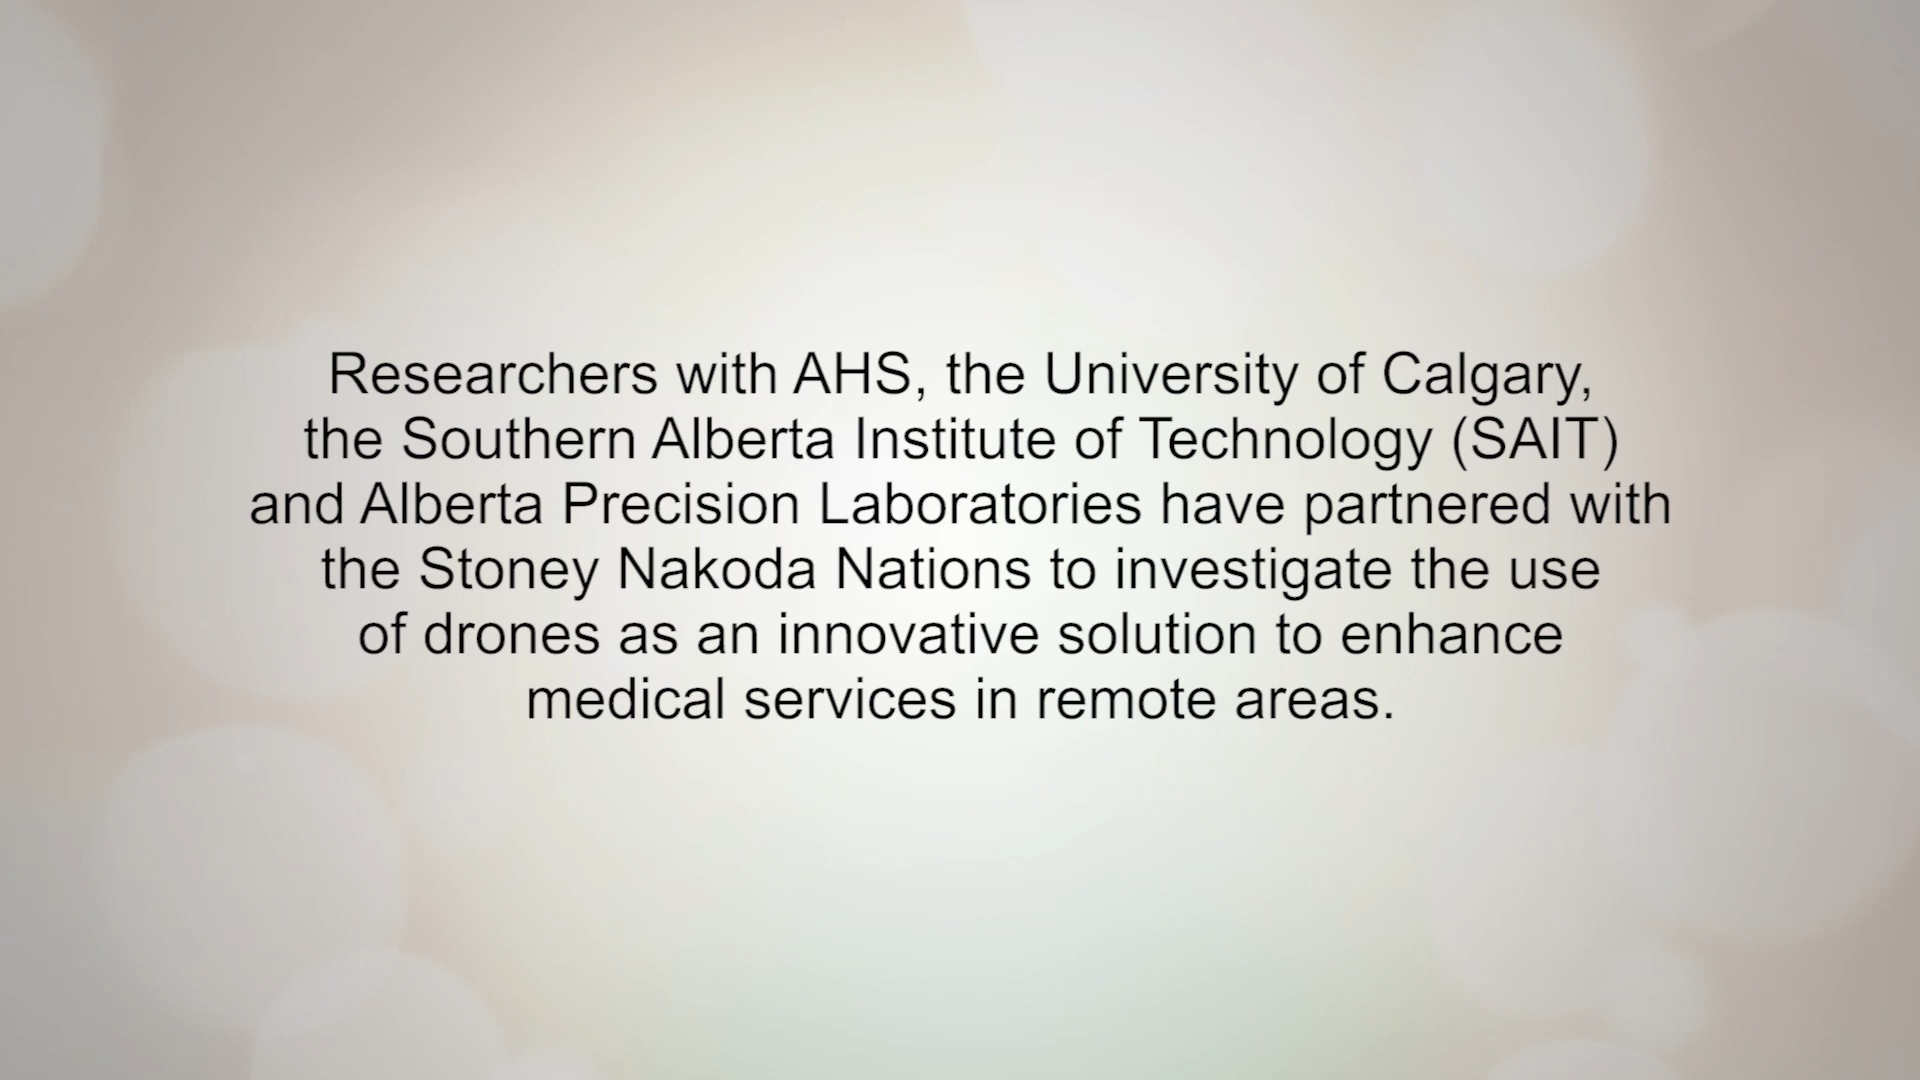 Researchers with AHS, the University of Calgary,
the Southern Alberta Institute of Technology (SAIT)
and Alberta Precision Laboratories have partnered with
the Stoney Nakoda Nations to investigate the use
of drones as an innovative solution to enhance
medical services in remote areas.